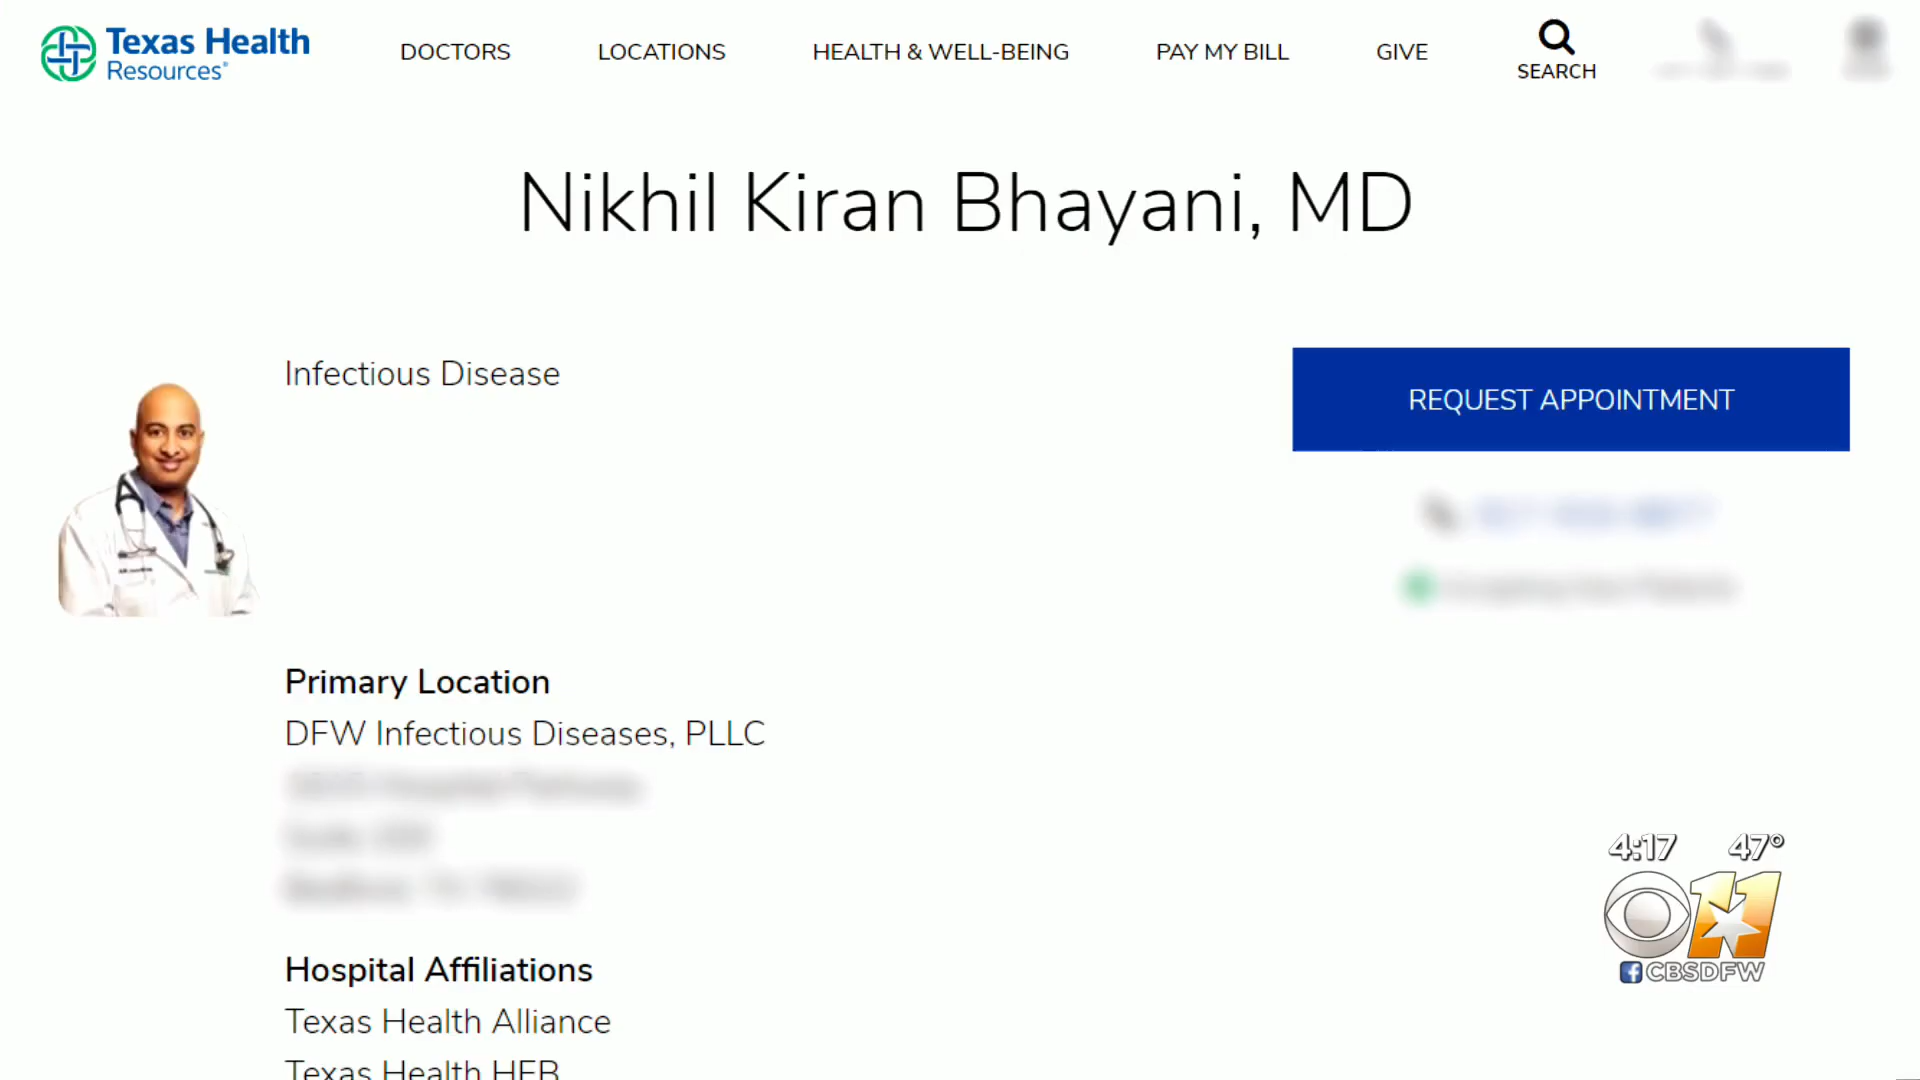 Texas Health
Resources®
DOCTORS
LOCATIONS
HEALTH & WELL-BEING
PAY MY BILL
GIVE
SEARCH
Nikhil Kiran Bhayani, MD
Infectious Disease
REQUEST APPOINTMENT
Primary Location
DFW Infectious Diseases, PLLC
Hospital Affiliations
Texas Health Alliance
Texas Health HEB
4:17
47°
11
CBSDFW